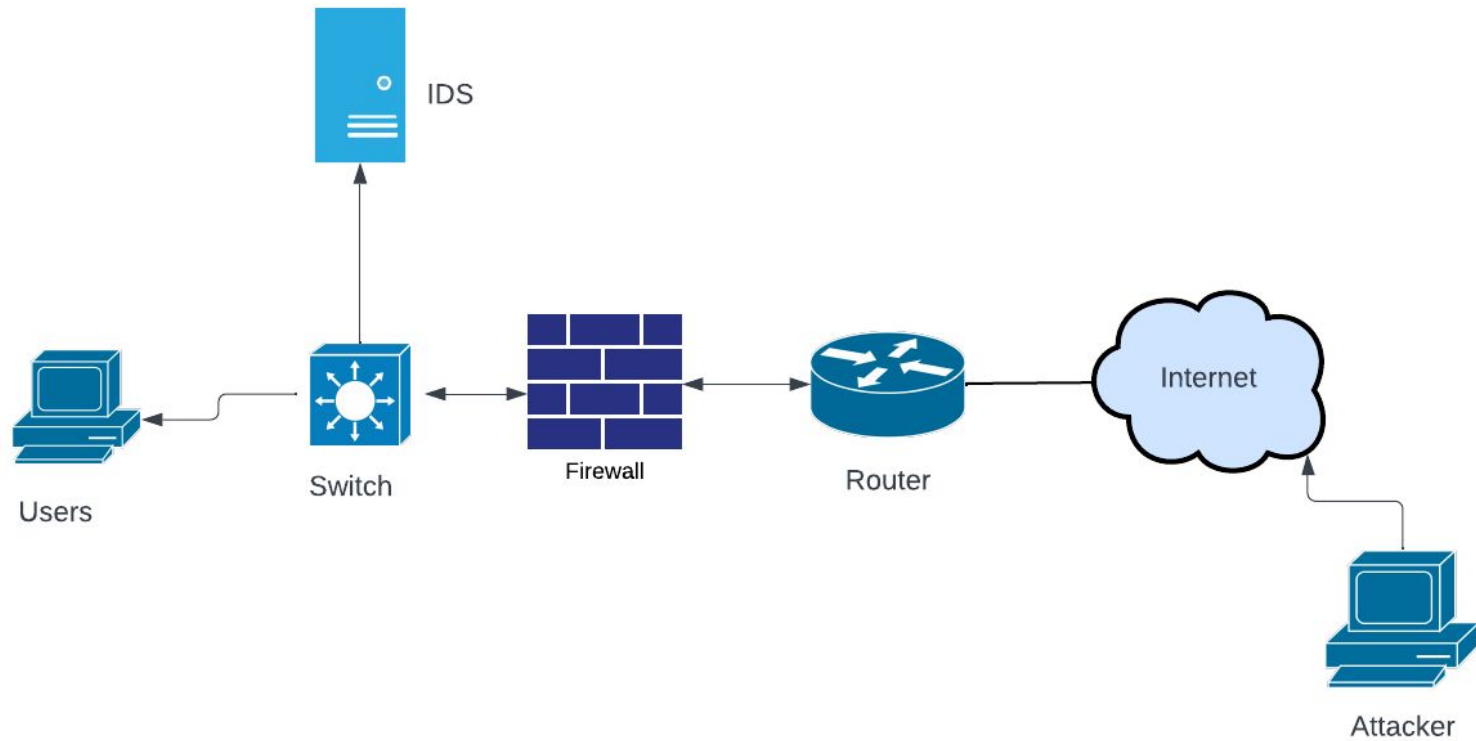 IDS
Internet
Firewall
Router
Switch
Users
Attacker